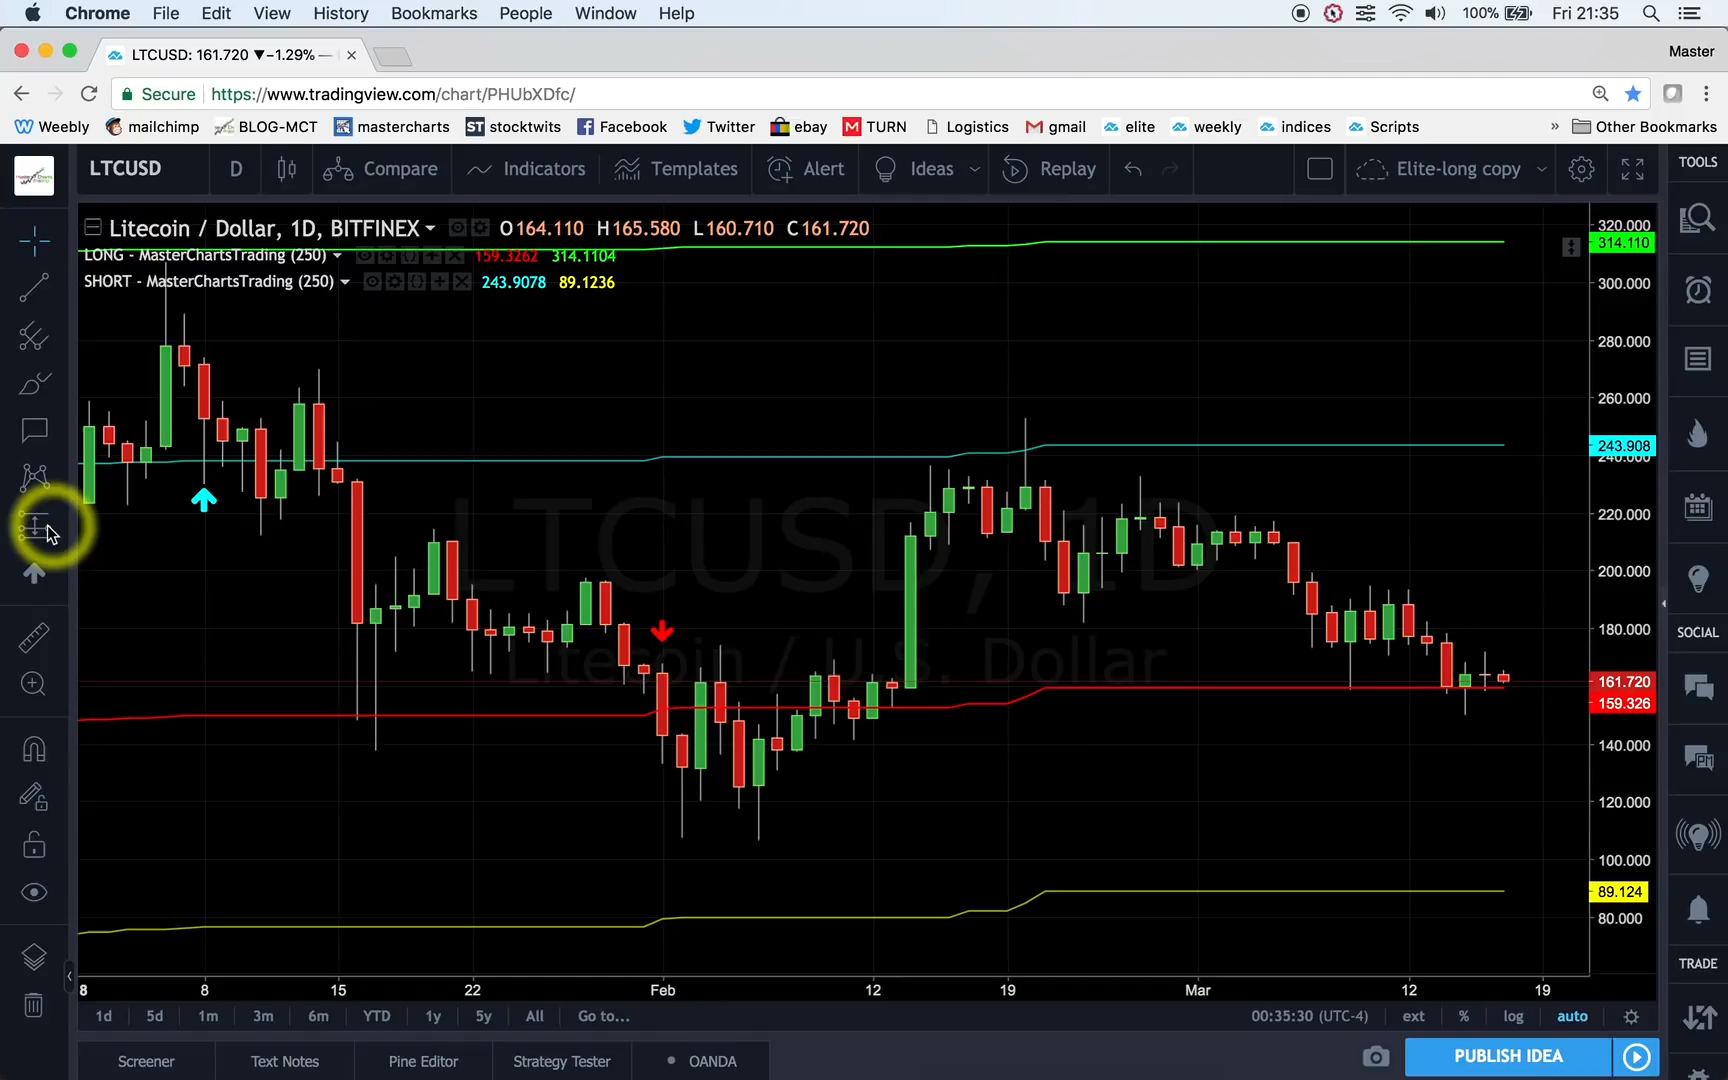 Chrome File Edit View History Bookmarks People Window Help 100% Fri 21:35
LTCUSD: 161.720 ▼−1.29% — Master
Secure https://www.tradingview.com/chart/PHUbXDfc/
Weebly mailchimp BLOG-MCT mastercharts ST stocktwits Facebook Twitter ebay M TURN Logistics gmail elite weekly indices Scripts » Other Bookmarks
LTCUSD D Compare Indicators Templates Alert Ideas Replay Elite-long copy TOOLS
Litecoin / Dollar, 1D, BITFINEX O164.110 H165.580 L160.710 C161.720
LONG - MasterChartsTrading (250) 159.3262 314.1104
SHORT - MasterChartsTrading (250) 243.9078 89.1236
320.000
314.110
300.000
280.000
260.000
243.908
240.000
220.000
LTCUSD, 1D
200.000
180.000
SOCIAL
Litecoin / U.S. Dollar
161.720
159.326
140.000
120.000
100.000
89.124
80.000
TRADE
8 8 15 22 Feb 12 19 Mar 12 19
1d 5d 1m 3m 6m YTD 1y 5y All Go to... 00:35:30 (UTC-4) ext % log auto
Screener Text Notes Pine Editor Strategy Tester OANDA PUBLISH IDEA